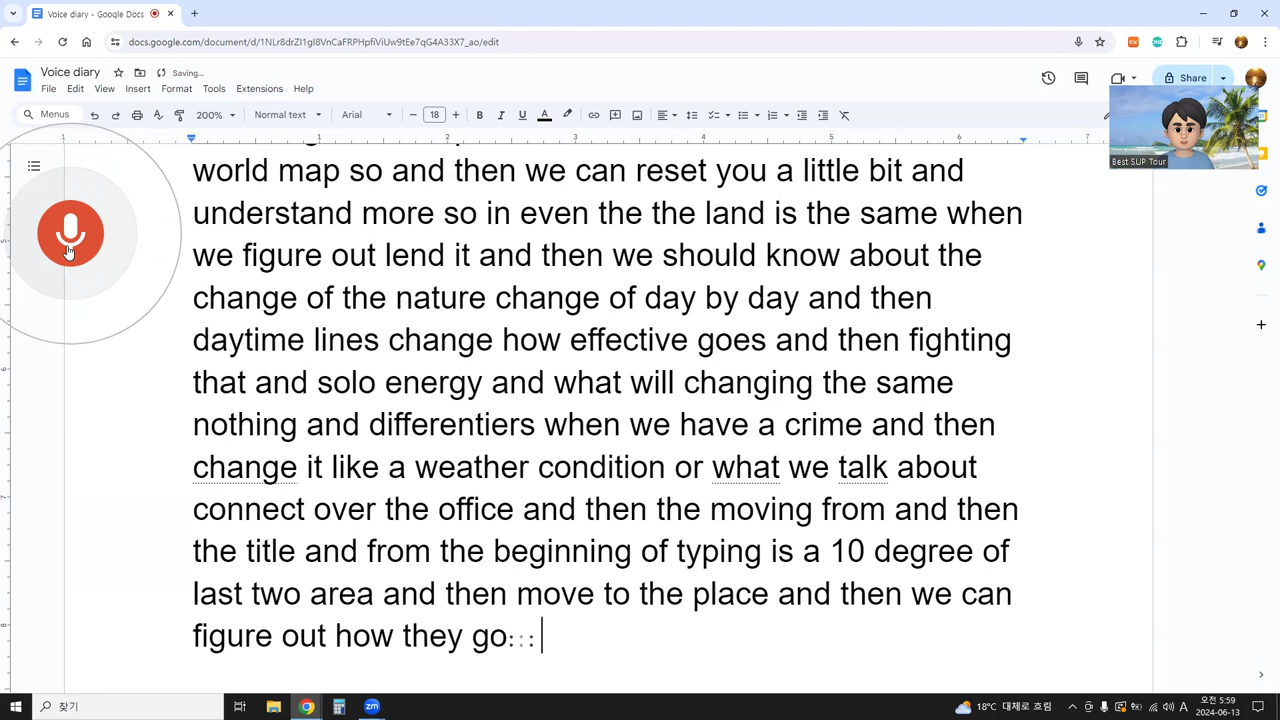 Voice diary - Google Docs
docs.google.com/document/d/1NLr8drZI1gI8VnCaFRPHpfiViUw9tEe7qG4A33X7_ao/edit
Voice diary
Saving...
File Edit View Insert Format Tools Extensions Help
Share
Menus
200%
Normal text
Arial
18
Best SUP Tour
world map so and then we can reset you a little bit and
understand more so in even the the land is the same when
we figure out lend it and then we should know about the
change of the nature change of day by day and then
daytime lines change how effective goes and then fighting
that and solo energy and what will changing the same
nothing and differentiers when we have a crime and then
change it like a weather condition or what we talk about
connect over the office and then the moving from and then
the title and from the beginning of typing is a 10 degree of
last two area and then move to the place and then we can
figure out how they go
찾기
18°C 대체로 흐림
A
오전 5:59
2024-06-13